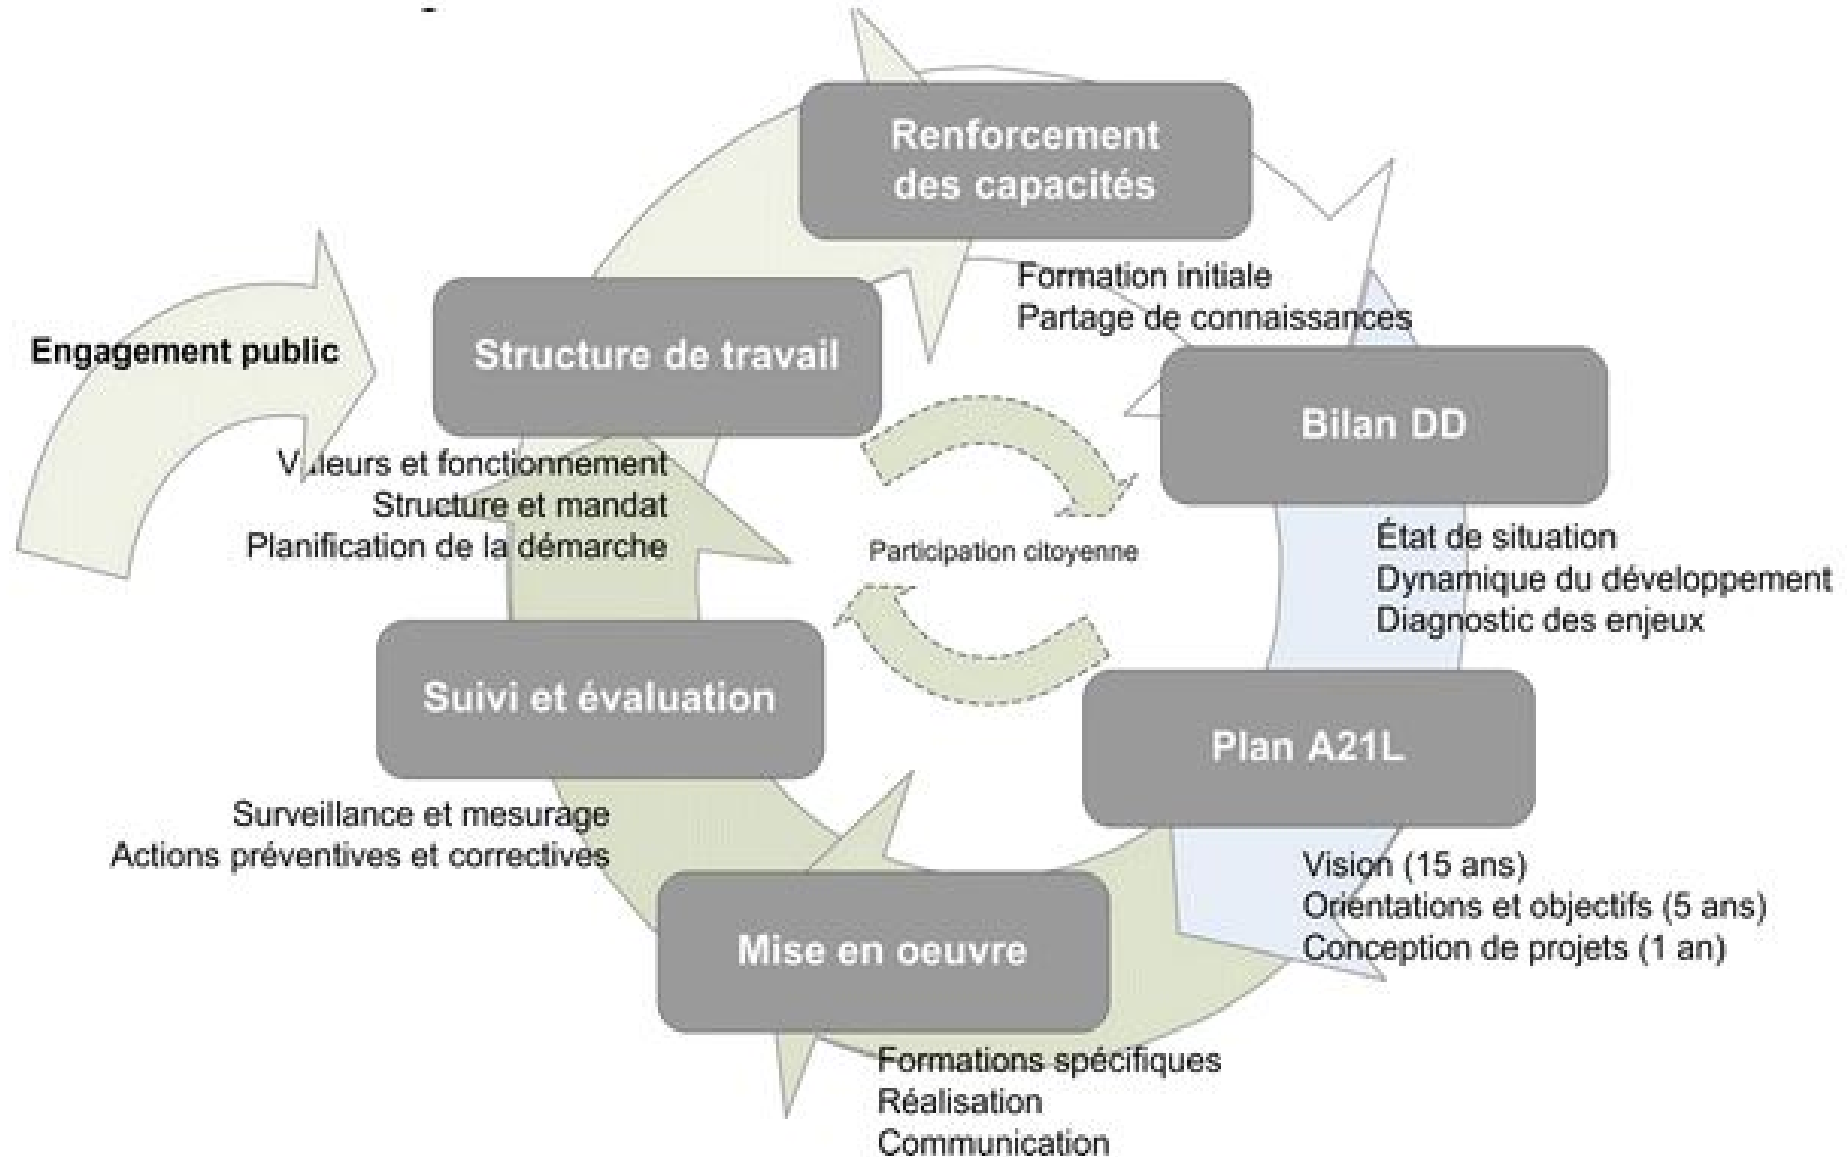 Renforcement
des capacités
Formation initiale
Partage de connaissances
Engagement public
Structure de travail
Valeurs et fonctionnement
Structure et mandat
Planification de la démarche
Bilan DD
État de situation
Dynamique du développement
Diagnostic des enjeux
Participation citoyenne
Suivi et évaluation
Surveillance et mesurage
Actions préventives et correctives
Plan A21L
Vision (15 ans)
Orientations et objectifs (5 ans)
Conception de projets (1 an)
Mise en oeuvre
Formations spécifiques
Réalisation
Communication